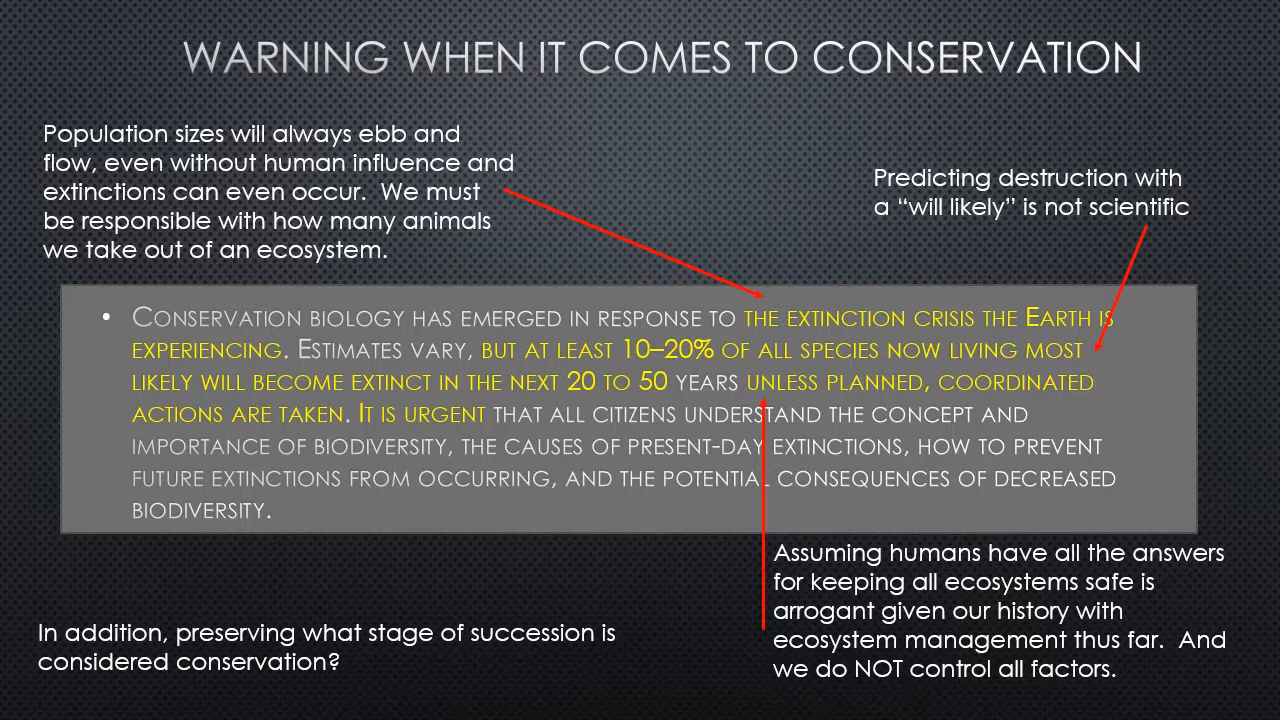 WARNING WHEN IT COMES TO CONSERVATION
Population sizes will always ebb and
flow, even without human influence and
extinctions can even occur.  We must
be responsible with how many animals
we take out of an ecosystem.
Predicting destruction with
a “will likely” is not scientific
• Conservation biology has emerged in response to the extinction crisis the Earth is
experiencing. Estimates vary, but at least 10–20% of all species now living most
likely will become extinct in the next 20 to 50 years unless planned, coordinated
actions are taken. It is urgent that all citizens understand the concept and
importance of biodiversity, the causes of present-day extinctions, how to prevent
future extinctions from occurring, and the potential consequences of decreased
biodiversity.
Assuming humans have all the answers
for keeping all ecosystems safe is
arrogant given our history with
ecosystem management thus far.  And
we do NOT control all factors.
In addition, preserving what stage of succession is
considered conservation?